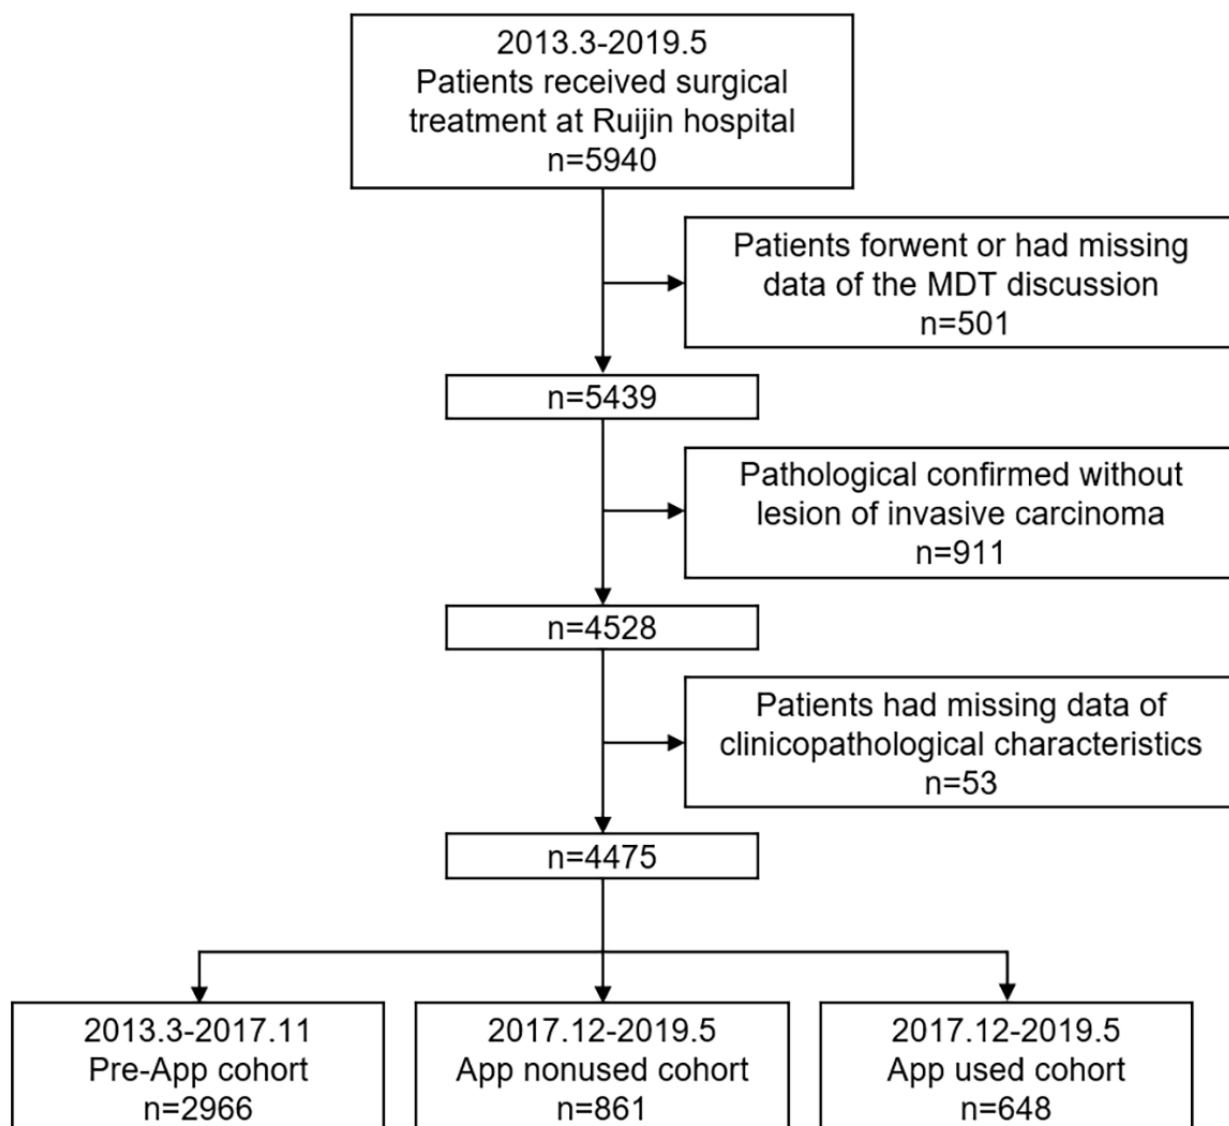 2013.3-2019.5
Patients received surgical
treatment at Ruijin hospital
n=5940
Patients forwent or had missing
data of the MDT discussion
n=501
n=5439
Pathological confirmed without
lesion of invasive carcinoma
n=911
n=4528
Patients had missing data of
clinicopathological characteristics
n=53
n=4475
2013.3-2017.11
Pre-App cohort
n=2966
2017.12-2019.5
App nonused cohort
n=861
2017.12-2019.5
App used cohort
n=648